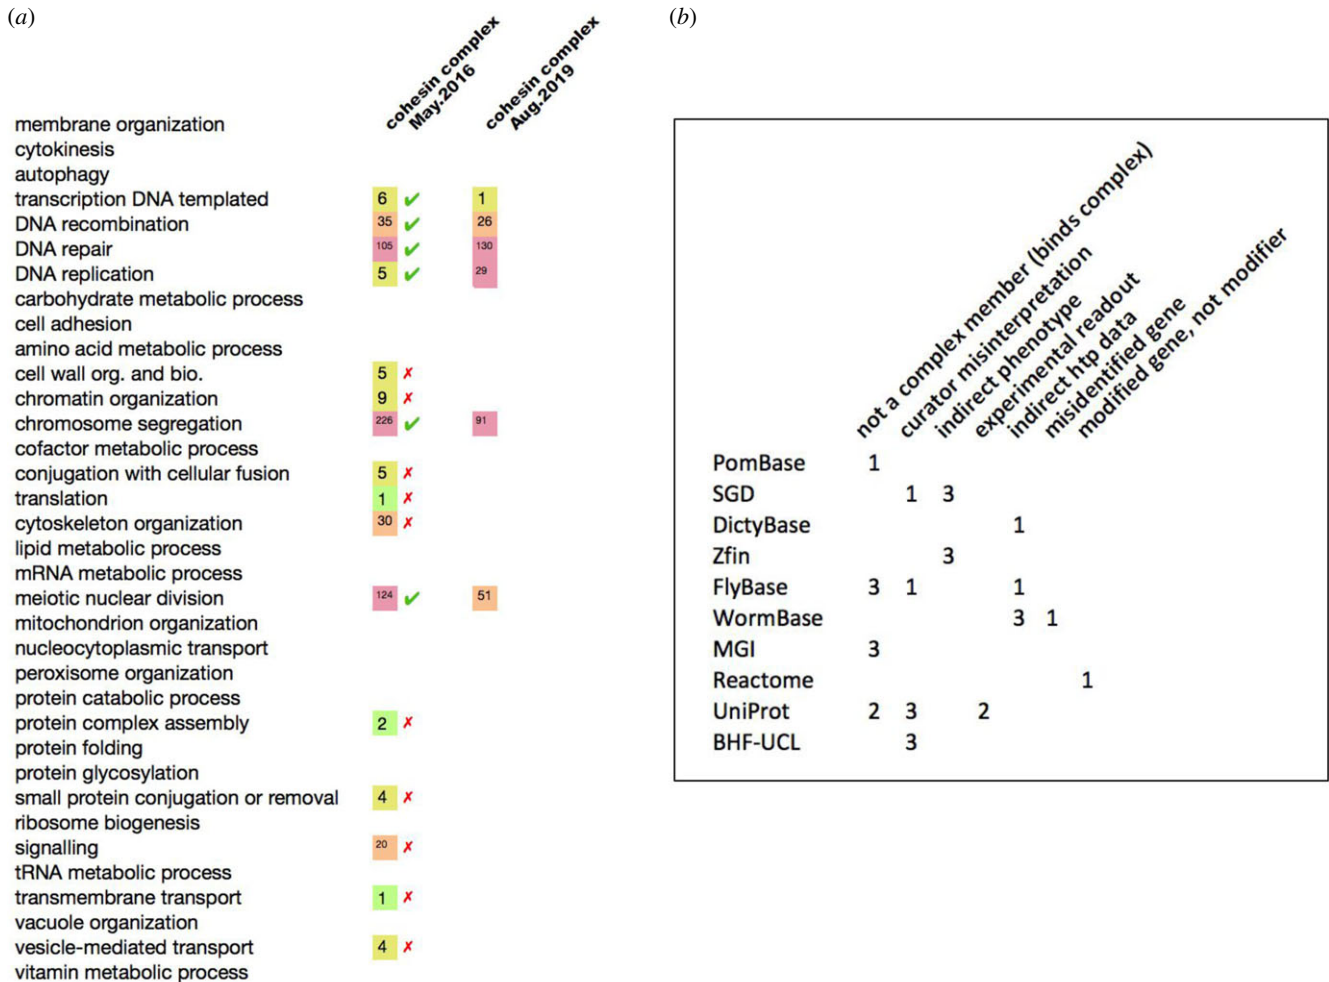 (a)
cohesin complex May.2016
cohesin complex Aug.2019
membrane organization
cytokinesis
autophagy
transcription DNA templated 6 ✔ 1
DNA recombination 35 ✔ 26
DNA repair 105 ✔ 130
DNA replication 5 ✔ 29
carbohydrate metabolic process
cell adhesion
amino acid metabolic process
cell wall org. and bio. 5 ✗
chromatin organization 9 ✗
chromosome segregation 226 ✔ 91
cofactor metabolic process
conjugation with cellular fusion 5 ✗
translation 1 ✗
cytoskeleton organization 30 ✗
lipid metabolic process
mRNA metabolic process
meiotic nuclear division 124 ✔ 51
mitochondrion organization
nucleocytoplasmic transport
peroxisome organization
protein catabolic process
protein complex assembly 2 ✗
protein folding
protein glycosylation
small protein conjugation or removal 4 ✗
ribosome biogenesis
signalling 20 ✗
tRNA metabolic process
transmembrane transport 1 ✗
vacuole organization
vesicle-mediated transport 4 ✗
vitamin metabolic process
(b)
not a complex member (binds complex)
curator misinterpretation
indirect phenotype
experimental readout
indirect htp data
misidentified gene
modified gene, not modifier
PomBase 1
SGD 1 3
DictyBase 1
Zfin 3
FlyBase 3 1 1
WormBase 3 1
MGI 3
Reactome 1
UniProt 2 3 2
BHF-UCL 3